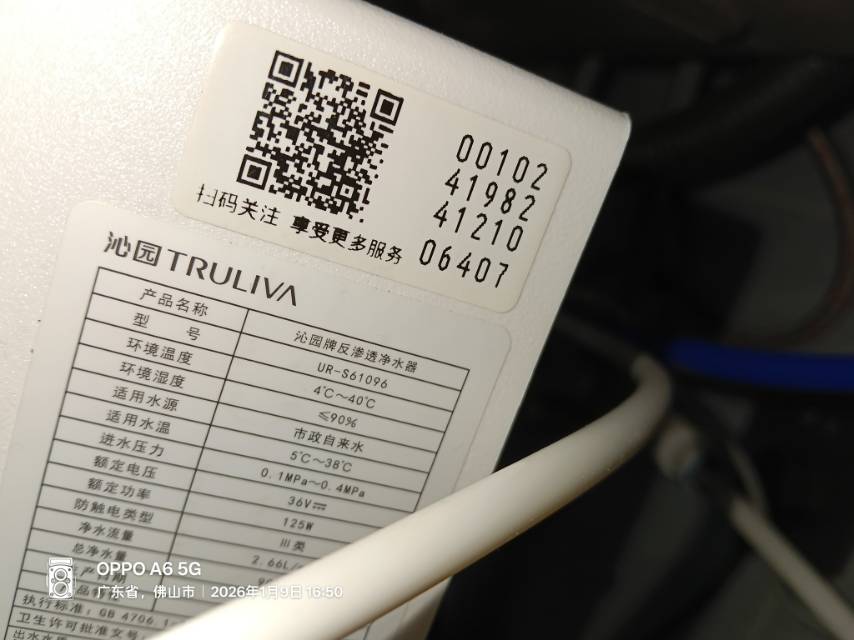 00102
41982
41210
06407
扫码关注 享受更多服务
沁园TRULIVA
产品名称 沁园牌反渗透净水器
型号 UR-S61096
环境温度 4℃～40℃
环境湿度 ≤90%
适用水源 市政自来水
适用水温 5℃～38℃
进水压力 0.1MPa～0.4MPa
额定电压 36V⎓
额定功率 125W
防触电类型 III类
净水流量 2.66L/
总净水量
执行标准：GB 4706.1
卫生许可批准文号：
出水水质
OPPO A6 5G
广东省，佛山市 | 2026年1月9日 16:50